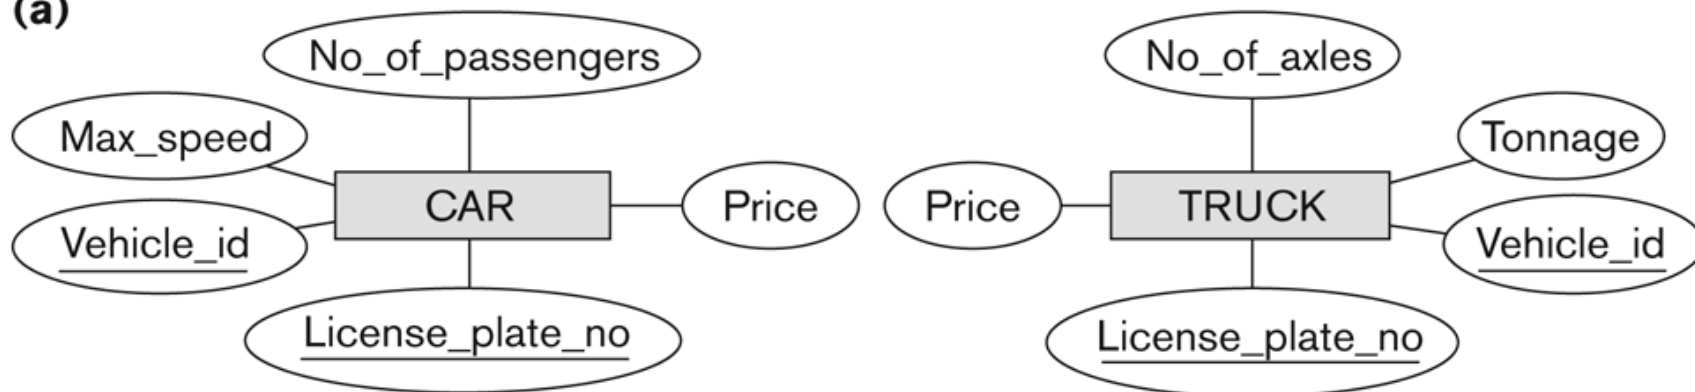 (a)
No_of_passengers
Max_speed
CAR
Price
Vehicle_id
License_plate_no
No_of_axles
Tonnage
Price
TRUCK
Vehicle_id
License_plate_no